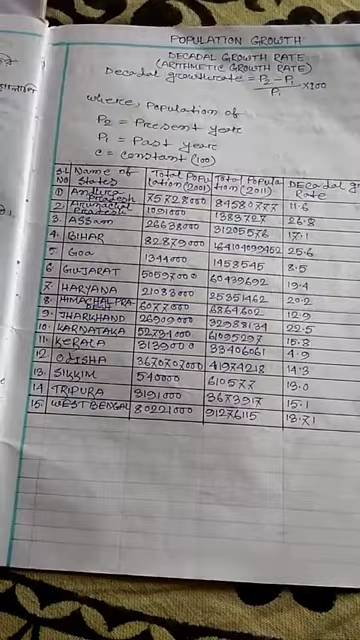 POPULATION GROWTH
DECADAL GROWTH RATE
(ARITHMETIC GROWTH RATE)
Decadal growthrate = P2 - P1 / P1 × 100
where, population of
P2 = Present year
P1 = Past year
C = Constant (100)
SL No Name of States Total Population (2001) Total Population (2011) Decadal Rate
1. Andhra Pradesh 75728000 84580777 11.6
2. Arunachal Pradesh 1091000 1383727 26.8
3. Assam 26638000 31205576 17.1
4. BIHAR 82879000 164104099452 25.6
5. Goa 1344000 1458545 8.5
6 GUJARAT 50597000 60439692 19.4
7. HARYANA 21083000 25351462 20.2
8. HIMACHAL PRADESH 6077000 6864602 12.9
9. JHARKHAND 26909000 32988134 22.5
10. KARNATAKA 52734000 61095297 15.8
11. KERALA 3139000 33406061 4.9
12. ODISHA 36707000 41974218 14.3
13. SIKKIM 540000 610577 13.0
14 TRIPURA 3191000 3673917 15.1
15. WEST BENGAL 80221000 91276115 13.71